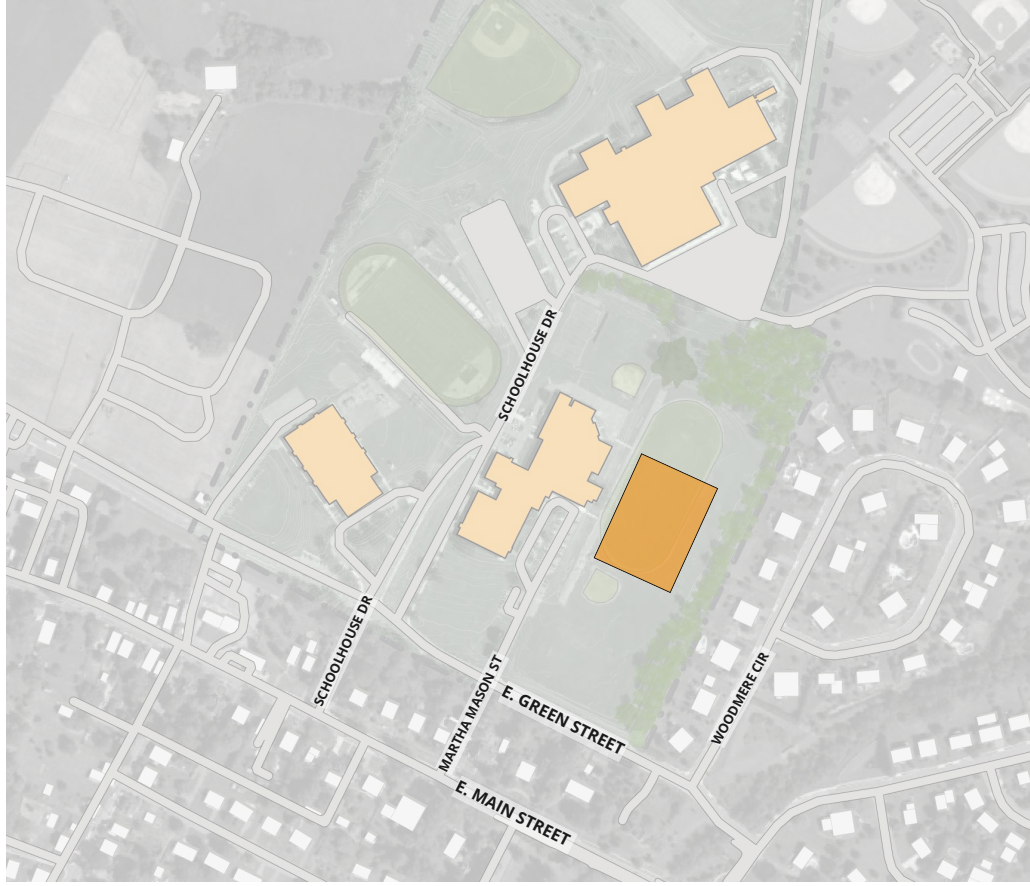 SCHOOLHOUSE DR
SCHOOLHOUSE DR
MARTHA MASON ST
E. GREEN STREET
WOODMERE CIR
E. MAIN STREET